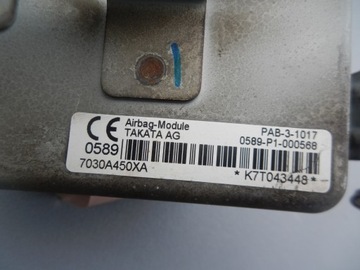 CE Airbag-Module PAB-3-1017
TAKATA AG 0589-P1-000568
0589
7030A450XA *K7T043448*